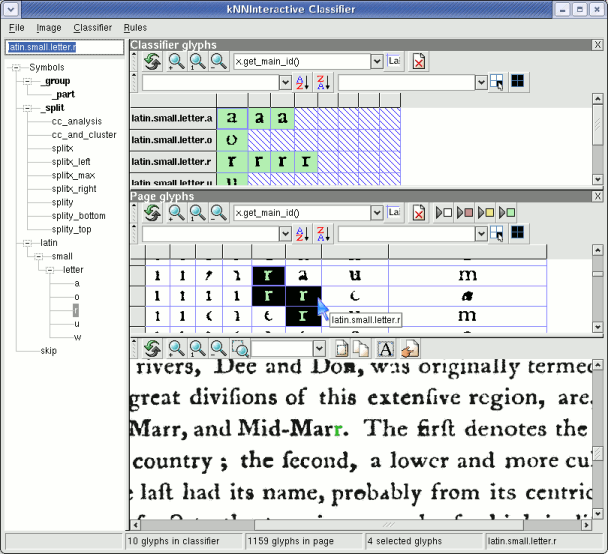 kNNInteractive Classifier
File Image Classifier Rules
latin.small.letter.r
Symbols
_group
_part
_split
cc_analysis
cc_and_cluster
splitx
splitx_left
splitx_max
splitx_right
splity
splity_bottom
splity_top
latin
small
letter
a
o
r
u
w
skip
Classifier glyphs
x.get_main_id()
La
latin.small.letter.a a a a
latin.small.letter.o o
latin.small.letter.r r r r r
latin.small.letter.u u
Page glyphs
x.get_main_id()
La
r a u m
r r c a
r m
latin.small.letter.r
A
rivers, Dee and Don, was originally termed
great diviſions of this extenſive region, are
Marr, and Mid-Marr. The firſt denotes the
country ; the ſecond, a lower and more cu
laſt had its name, probably from its centric
10 glyphs in classifier 1159 glyphs in page 4 selected glyphs latin.small.letter.r